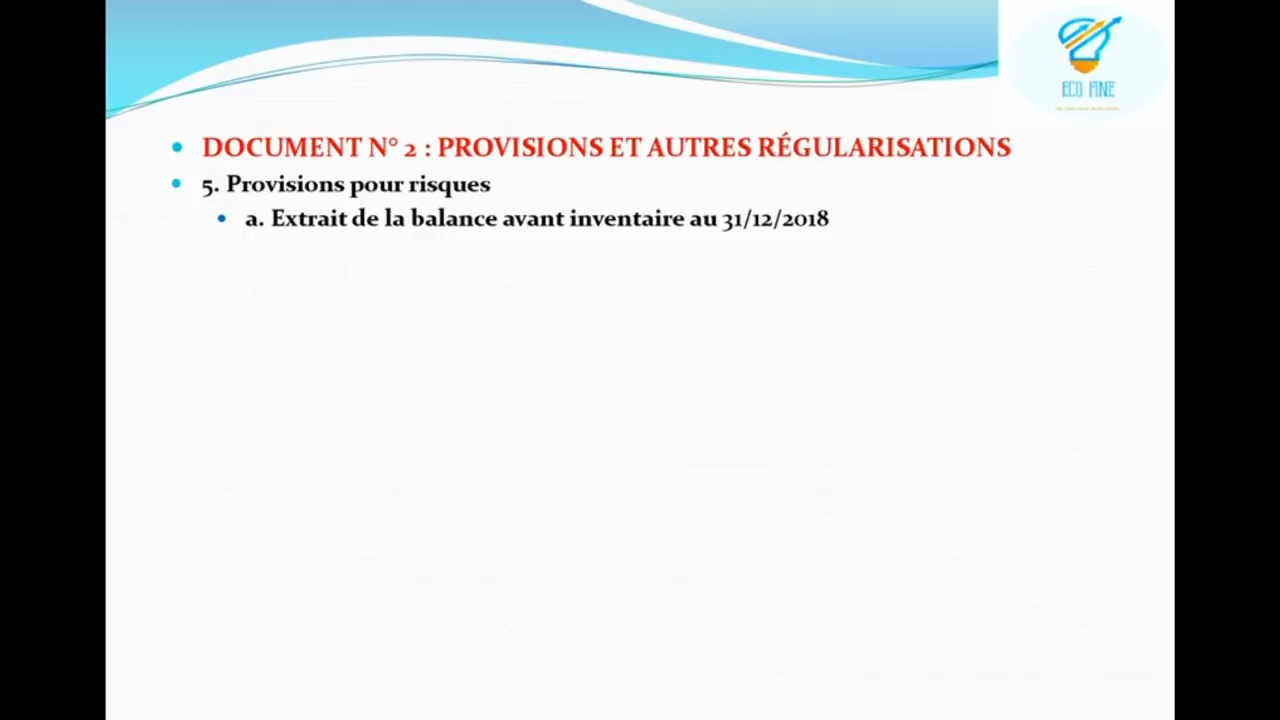 ECO FINE
DOCUMENT N° 2 : PROVISIONS ET AUTRES RÉGULARISATIONS
5. Provisions pour risques
a. Extrait de la balance avant inventaire au 31/12/2018